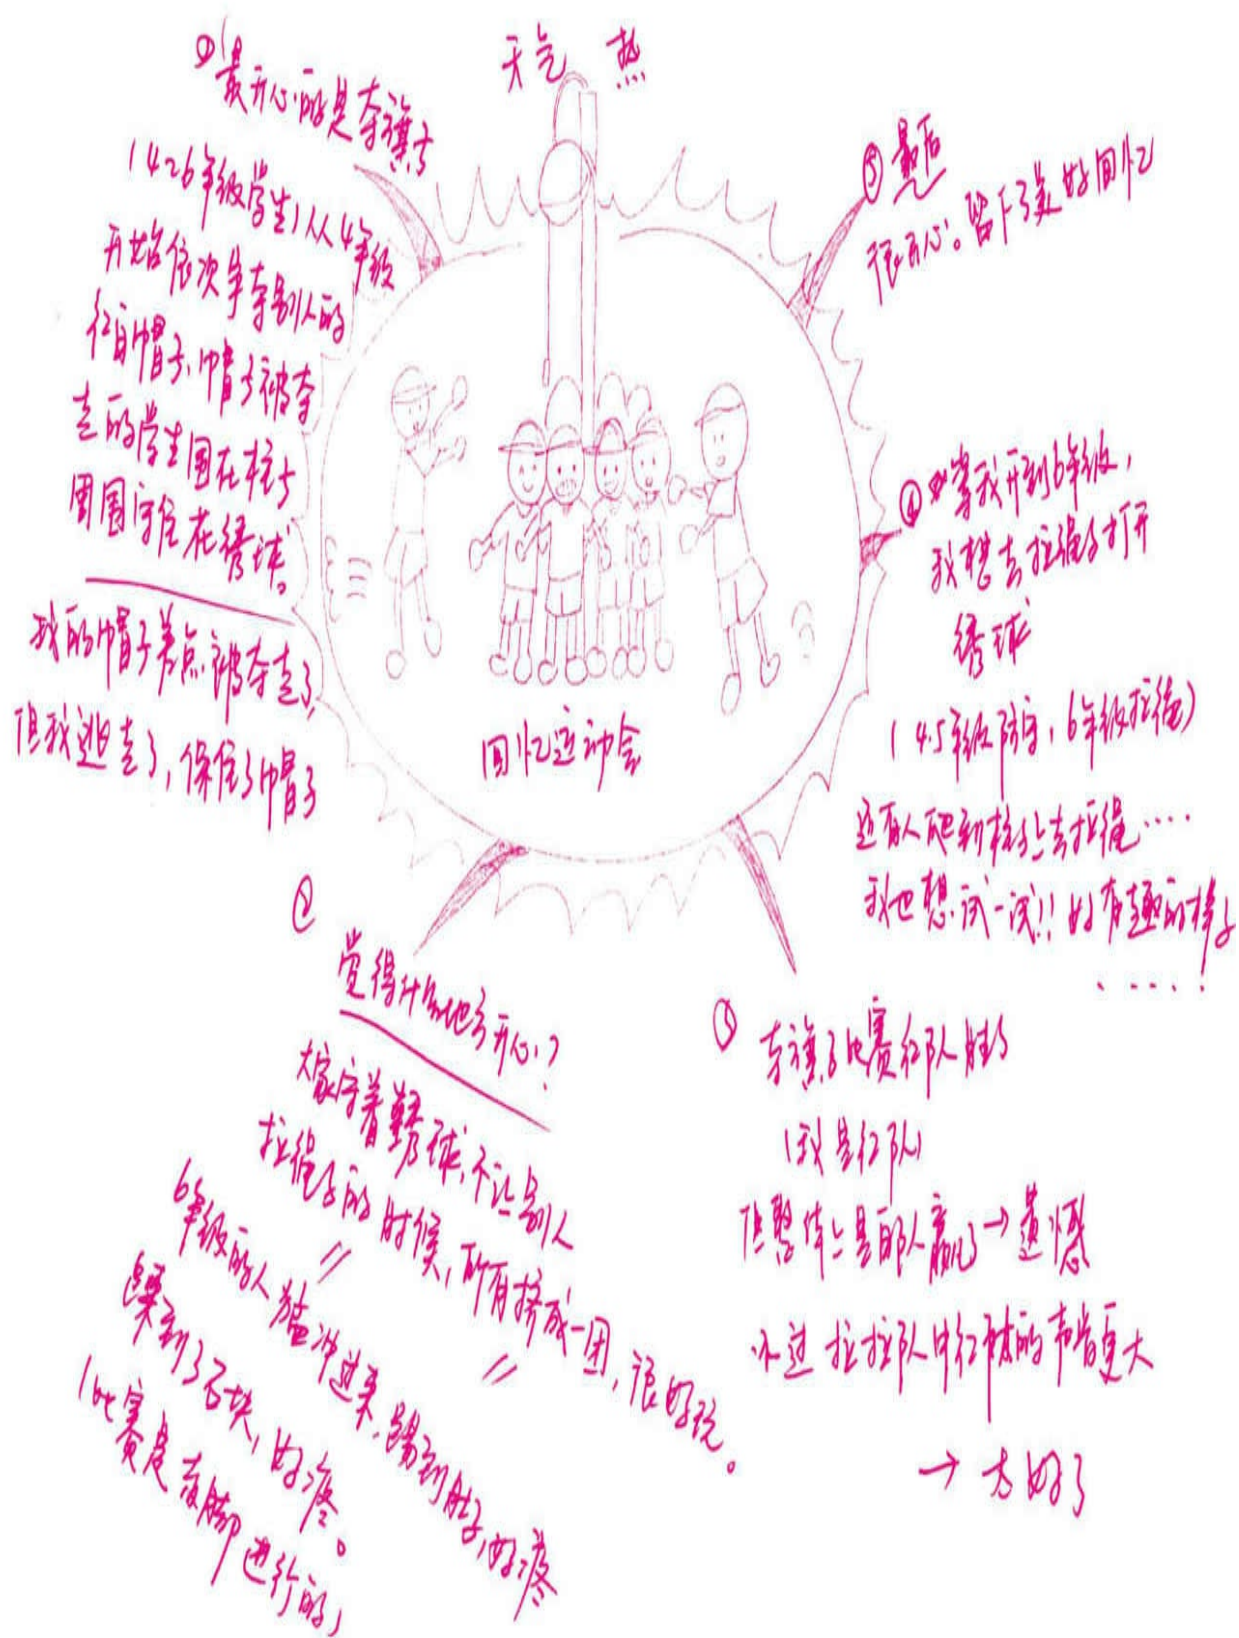 天气 热
①最开心的是夺旗子
(4~6年级学生)从4年级
开始依次争夺别人的
红白帽子,帽子被夺
走的学生围在柱子
周围守住在绣球。
我的帽子差点被夺走了,
但我逃走了,保住了帽子
回忆运动会
②
觉得什么地方开心?
大家守着绣球,不让别人
拉绳子的时候,所有挤成一团,很好玩。
6年级的人猛冲过来,踢到肚子,好疼
踩到了石块,好疼。
(比赛是赤脚进行的)
③ 夺旗子比赛红队胜了
(我是红队)
但整体上是白队赢了→遗憾
不过拉拉队中红队的声音更大
→太好了
④等我升到6年级,
我想去拉绳子打开
绣球
(4.5年级防守,6年级拉绳)
还有人爬到柱子上去拉绳····
我也想试一试!!好有趣的样子
·····!
⑤最后
很开心。留下了美好回忆